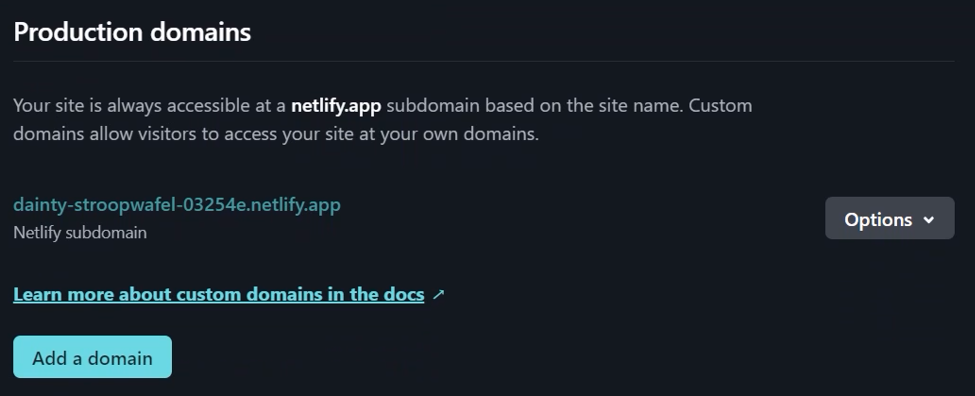 Production domains
Your site is always accessible at a netlify.app subdomain based on the site name. Custom
domains allow visitors to access your site at your own domains.
dainty-stroopwafel-03254e.netlify.app
Options
Netlify subdomain
Learn more about custom domains in the docs ↗
Add a domain